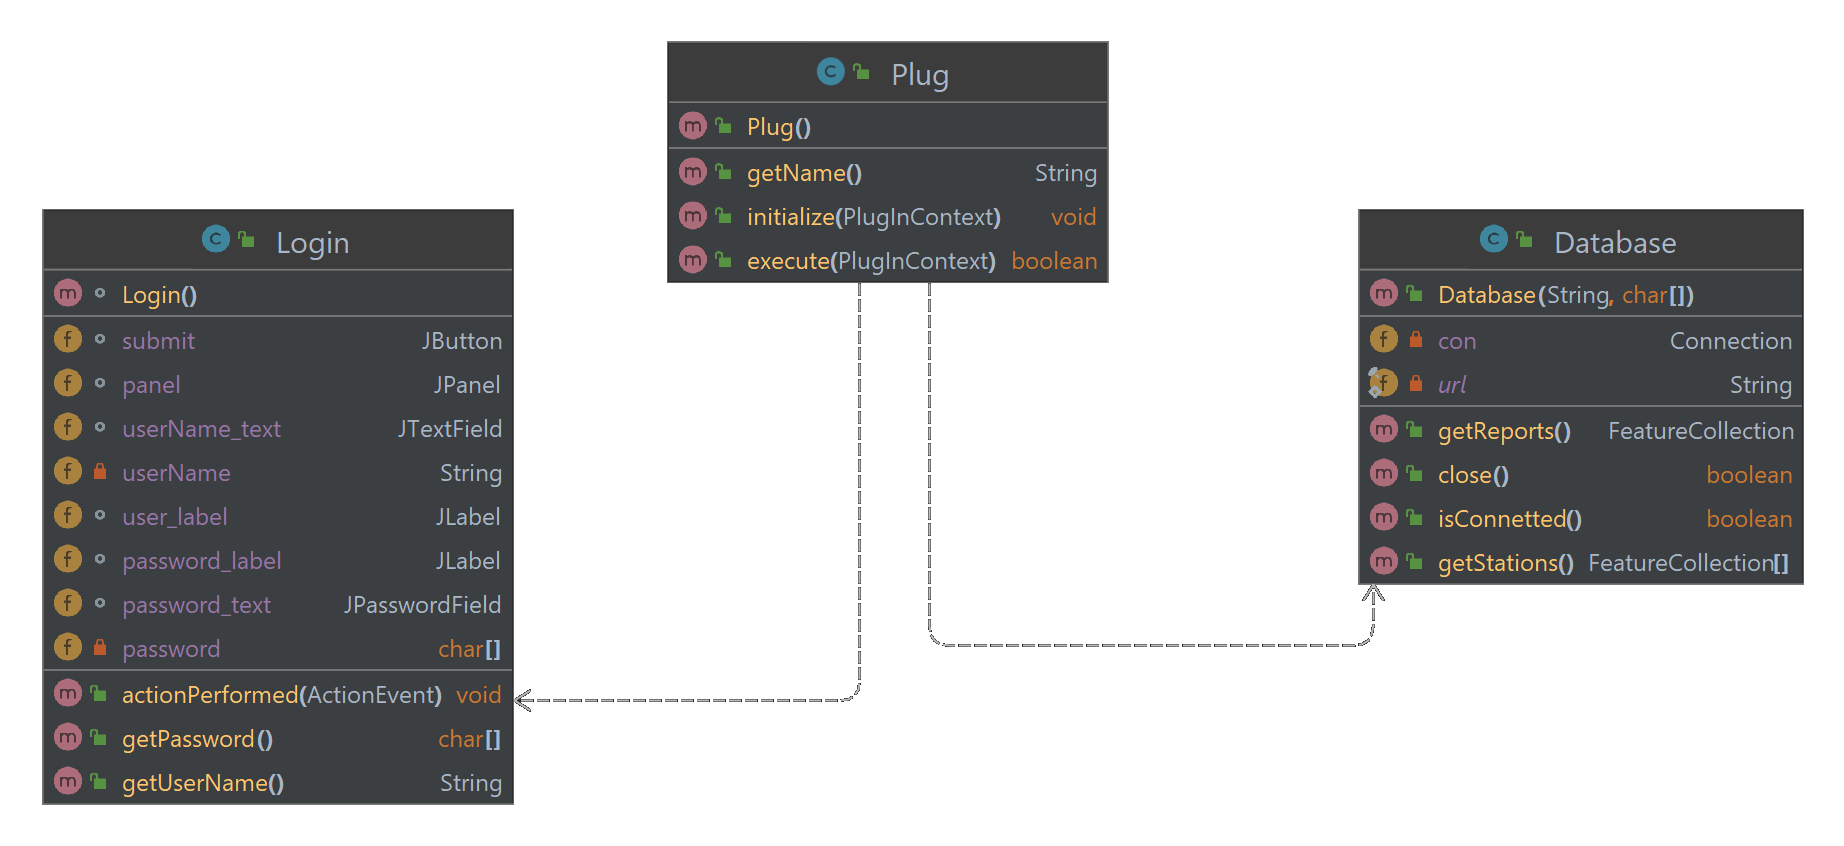 Plug
Plug()
getName() String
initialize(PlugInContext) void
execute(PlugInContext) boolean
Login
Login()
submit JButton
panel JPanel
userName_text JTextField
userName String
user_label JLabel
password_label JLabel
password_text JPasswordField
password char[]
actionPerformed(ActionEvent) void
getPassword() char[]
getUserName() String
Database
Database(String, char[])
con Connection
url String
getReports() FeatureCollection
close() boolean
isConnetted() boolean
getStations() FeatureCollection[]